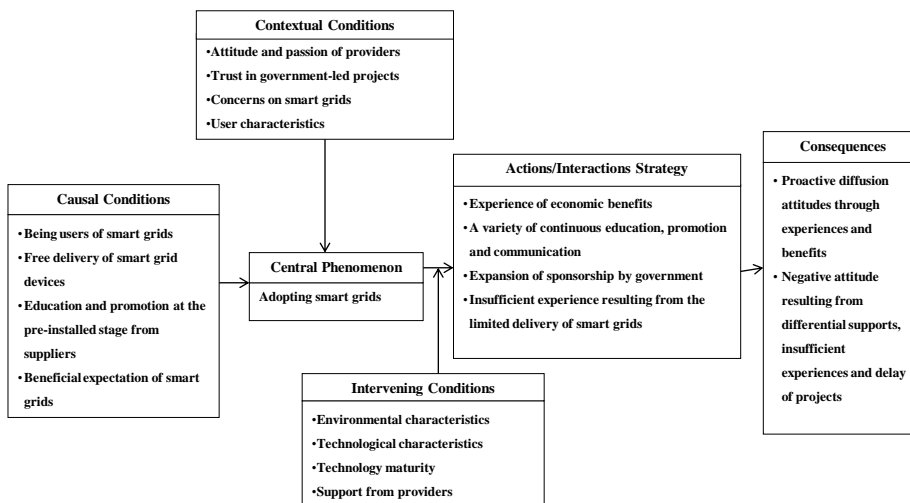 Contextual Conditions
•Attitude and passion of providers
•Trust in government-led projects
•Concerns on smart grids
•User characteristics
Causal Conditions
• Being users of smart grids
• Free delivery of smart grid
devices
• Education and promotion at the
pre-installed stage from
suppliers
• Beneficial expectation of smart
grids
Central Phenomenon
Adopting smart grids
Actions/Interactions Strategy
•Experience of economic benefits
•A variety of continuous education, promotion
and communication
•Expansion of sponsorship by government
•Insufficient experience resulting from the
limited delivery of smart grids
Intervening Conditions
•Environmental characteristics
•Technological characteristics
•Technology maturity
•Support from providers
Consequences
• Proactive diffusion
attitudes through
experiences and
benefits
• Negative attitude
resulting from
differential supports,
insufficient
experiences and delay
of projects